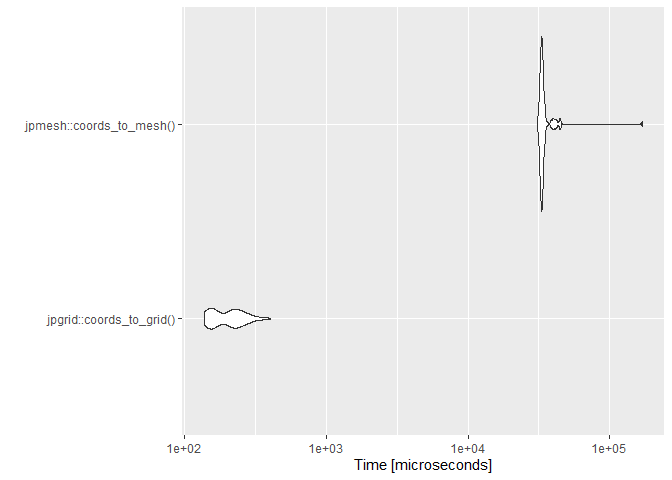 jpmesh::coords_to_mesh()
jpgrid::coords_to_grid()
1e+02 1e+03 1e+04 1e+05
Time [microseconds]